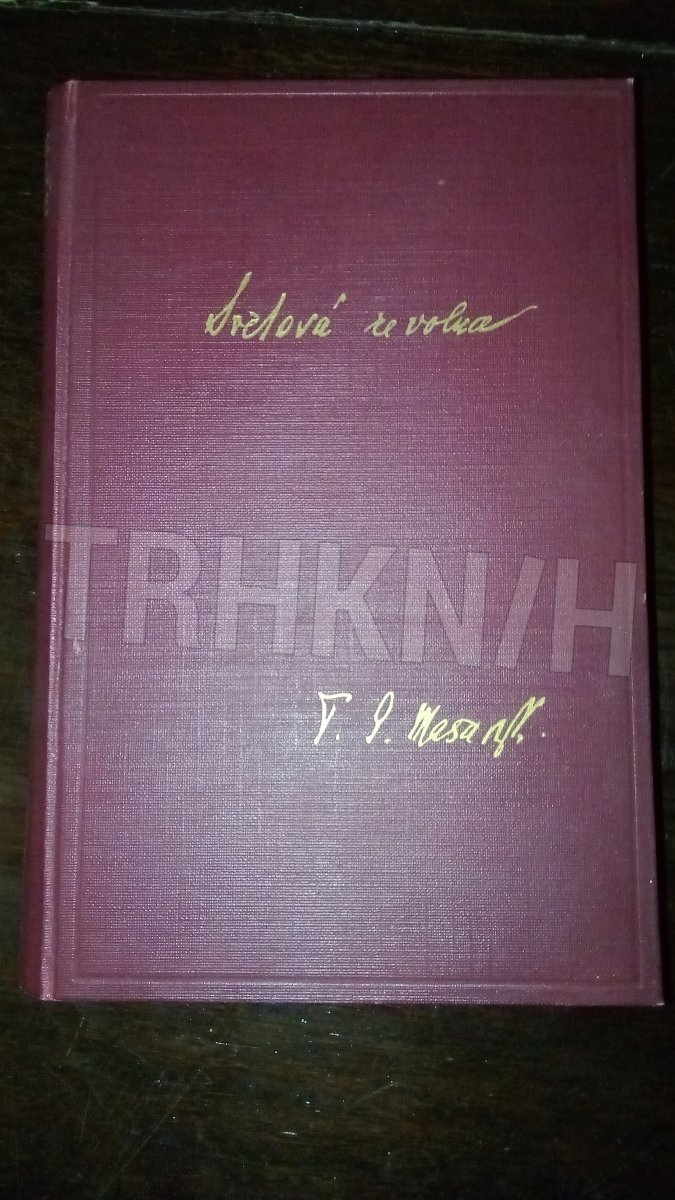 Světová revoluce
TRHKNIH
T. G. Masaryk.